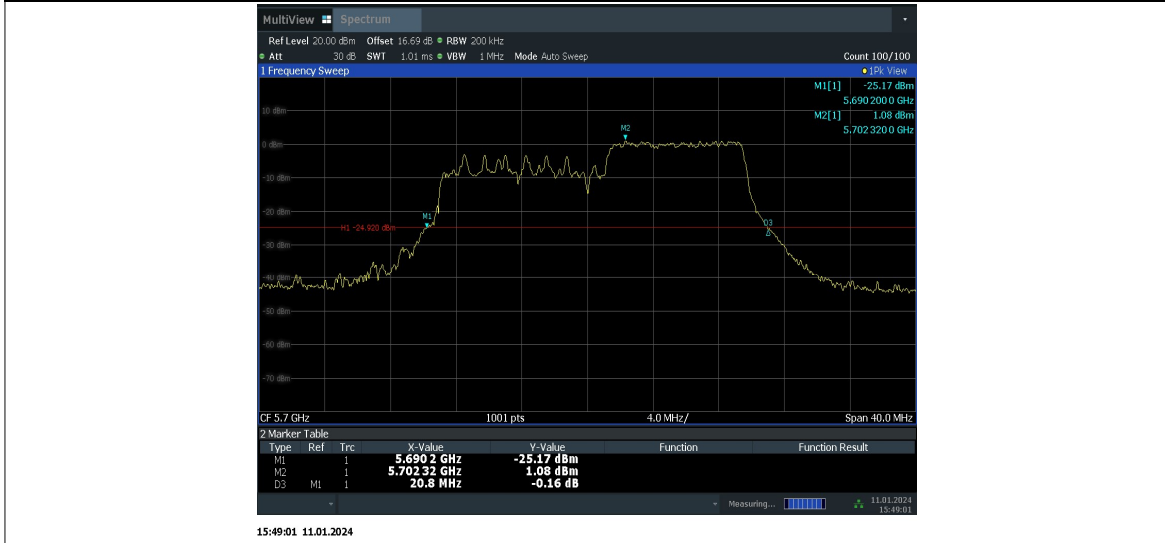 MultiView Spectrum
Ref Level 20.00 dBm Offset 16.69 dB RBW 200 kHz
Att 30 dB SWT 1.01 ms VBW 1 MHz Mode Auto Sweep Count 100/100
1 Frequency Sweep 1Pk View
M1[1] -25.17 dBm
5.690 200 0 GHz
M2[1] 1.08 dBm
5.702 320 0 GHz
10 dBm
M2
0 dBm
-10 dBm
-20 dBm
M1
D3
H1 -24.920 dBm
-30 dBm
-40 dBm
-50 dBm
-60 dBm
-70 dBm
CF 5.7 GHz 1001 pts 4.0 MHz/ Span 40.0 MHz
2 Marker Table
Type Ref Trc X-Value Y-Value Function Function Result
M1 1 5.690 2 GHz -25.17 dBm
M2 1 5.702 32 GHz 1.08 dBm
D3 M1 1 20.8 MHz -0.16 dB
Measuring... 11.01.2024
15:49:01
15:49:01 11.01.2024